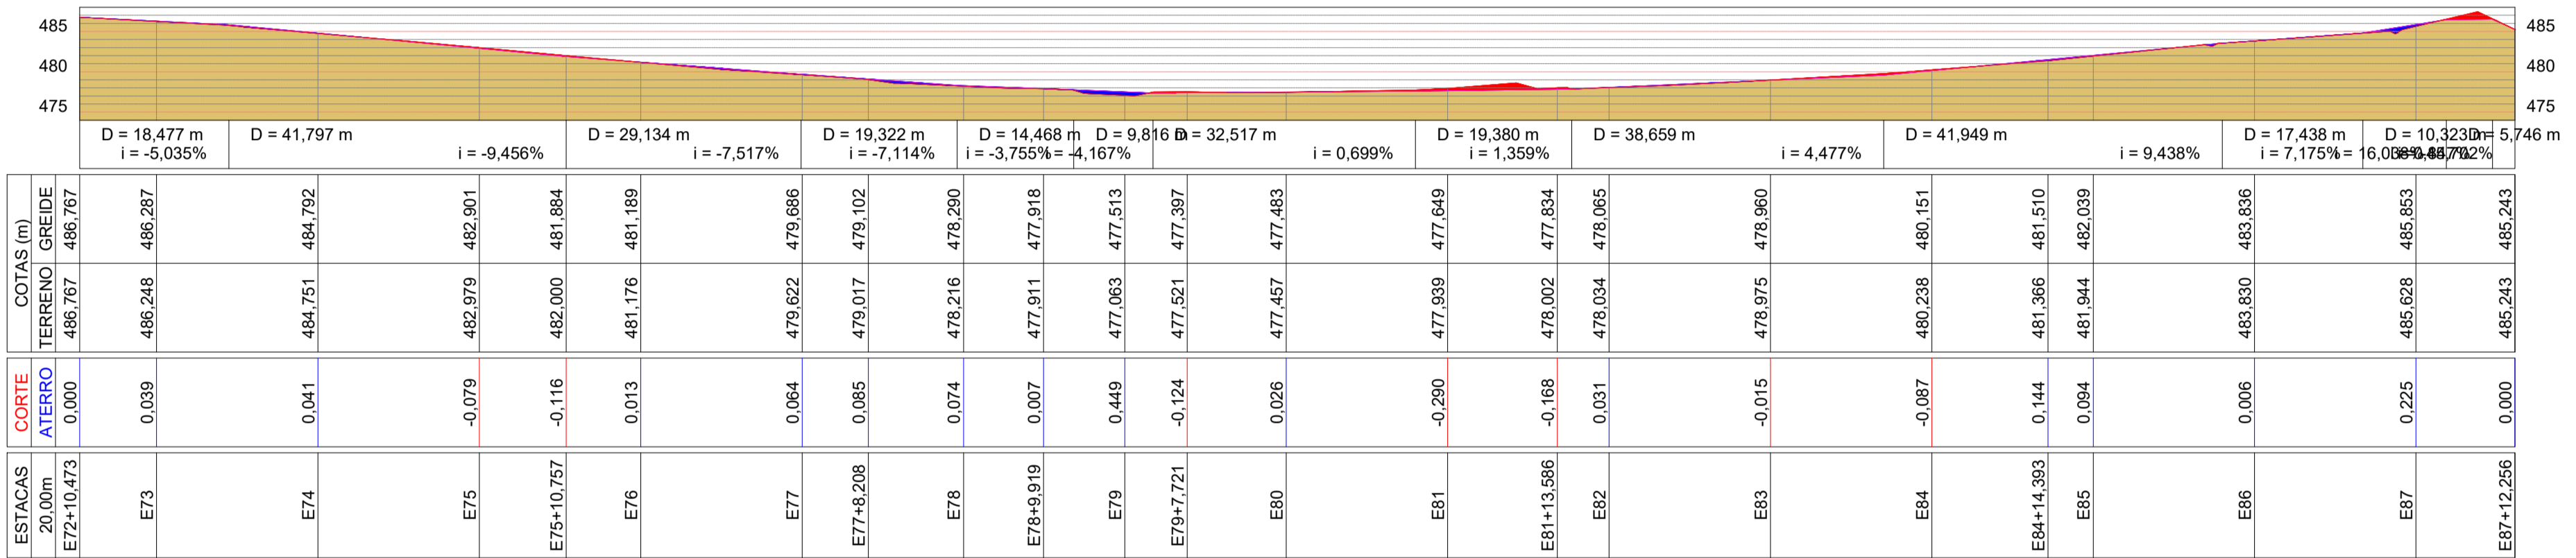 485 485
480 480
475 475
D = 18,477 m D = 41,797 m D = 29,134 m D = 19,322 m D = 14,468 m D = 9,816 m D = 32,517 m D = 19,380 m D = 38,659 m D = 41,949 m D = 17,438 m D = 10,323 m D = 5,746 m
i = -5,035% i = -9,456% i = -7,517% i = -7,114% i = -3,755% i = -4,167% i = 0,699% i = 1,359% i = 4,477% i = 9,438% i = 7,175%
COTAS (m)
GREIDE 486,767 486,287 484,792 482,901 481,884 481,189 479,686 479,102 478,290 477,918 477,513 477,397 477,483 477,649 477,834 478,065 478,960 480,151 481,510 482,039 483,836 485,853 485,243
TERRENO 486,767 486,248 484,751 482,979 482,000 481,176 479,622 479,017 478,216 477,911 477,063 477,521 477,457 477,939 478,002 478,034 478,975 480,238 481,366 481,944 483,830 485,628 485,243
CORTE
ATERRO 0,000 0,039 0,041 -0,079 -0,116 0,013 0,064 0,085 0,074 0,007 0,449 -0,124 0,026 -0,290 -0,168 0,031 -0,015 -0,087 0,144 0,094 0,006 0,225 0,000
ESTACAS
20,00m E72+10,473 E73 E74 E75 E75+10,757 E76 E77 E77+8,208 E78 E78+9,919 E79 E79+7,721 E80 E81 E81+13,586 E82 E83 E84 E84+14,393 E85 E86 E87 E87+12,256